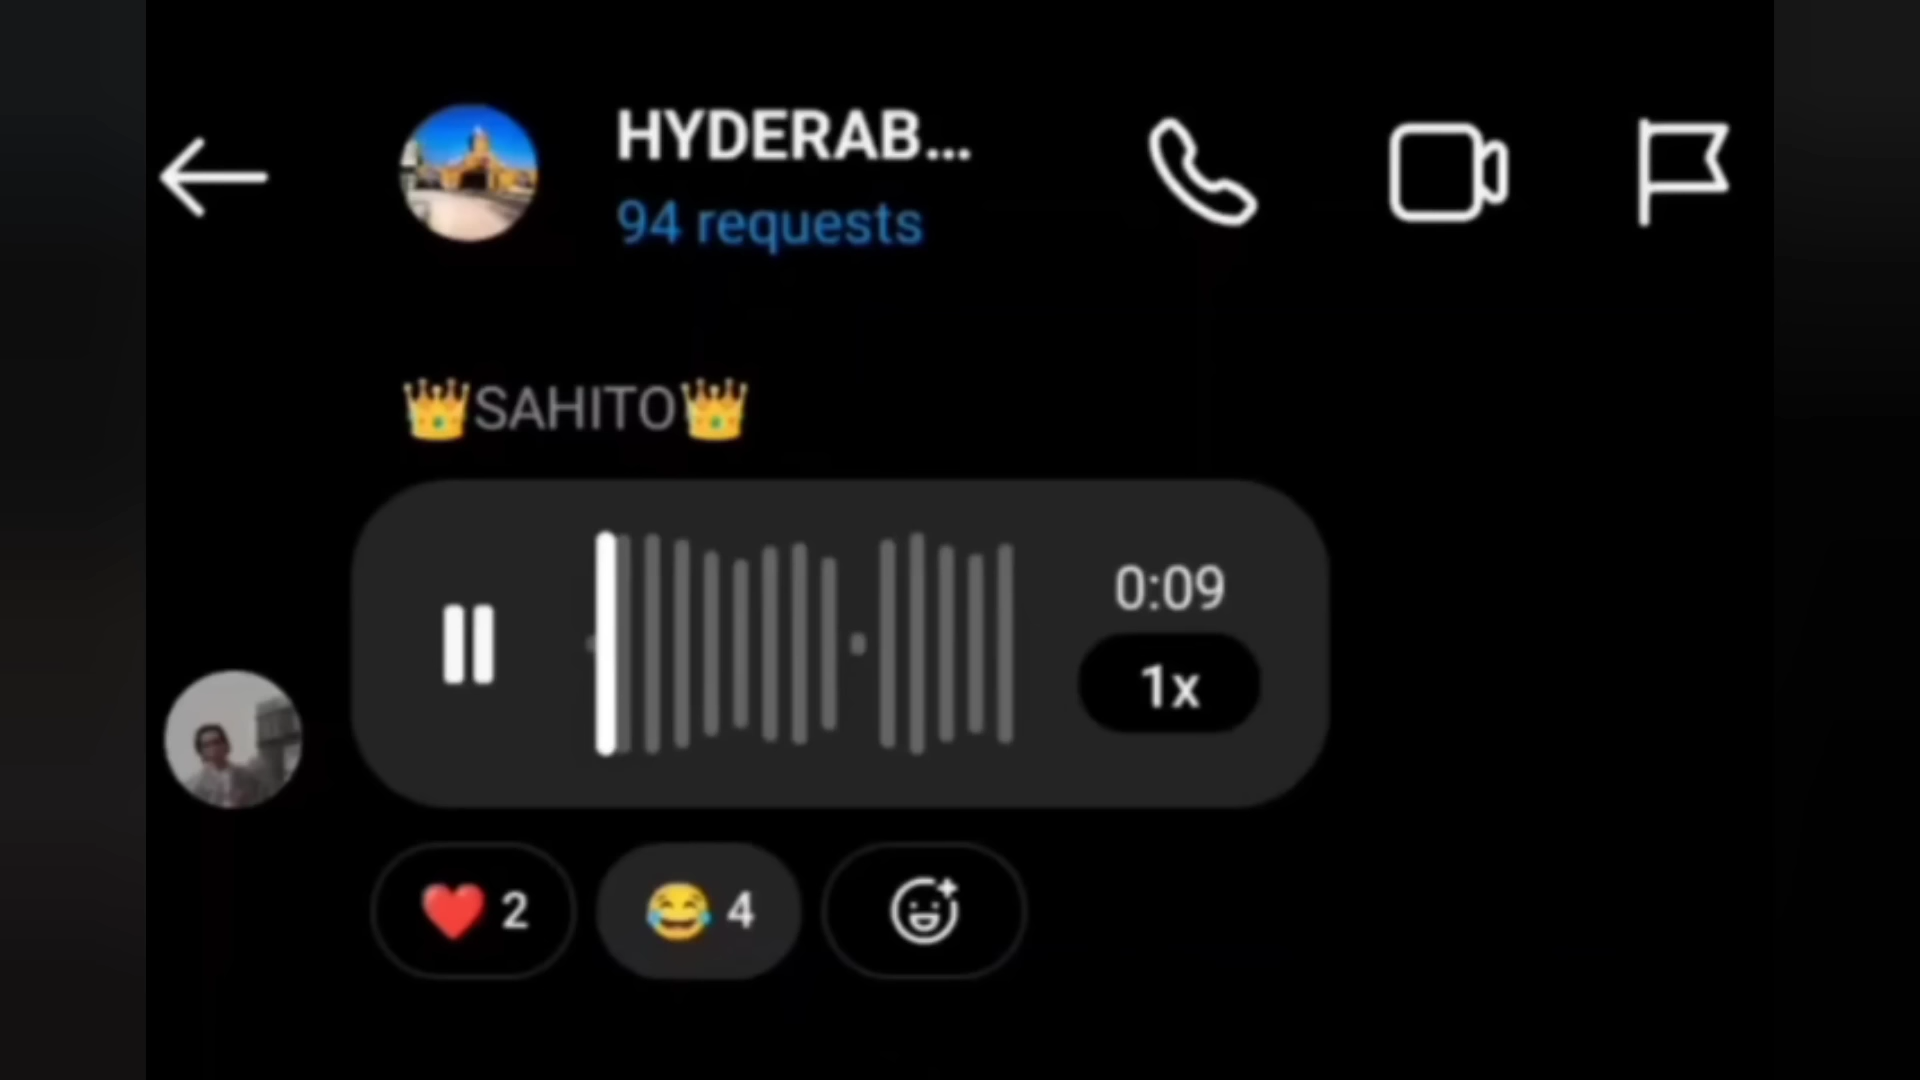 HYDERAB...
94 requests
👑SAHITO👑
0:09
1x
❤️ 2
😂 4